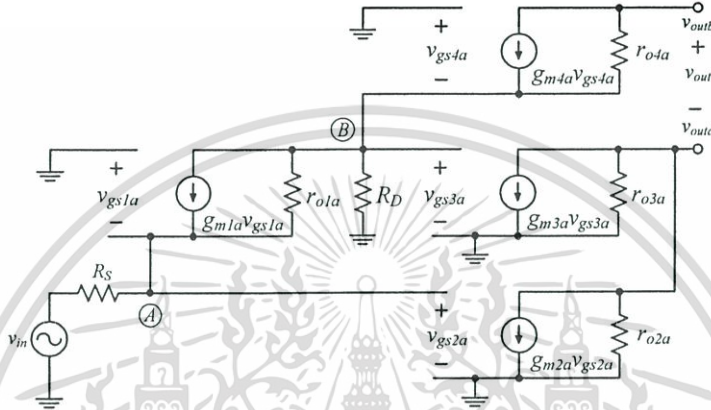 v_outb
+
v_gs4a
−
g_m4a v_gs4a
r_o4a
+
v_out
−
v_outa
B
+
v_gs1a
−
g_m1a v_gs1a
r_o1a
R_D
+
v_gs3a
−
g_m3a v_gs3a
r_o3a
R_S
A
v_in
+
v_gs2a
−
g_m2a v_gs2a
r_o2a